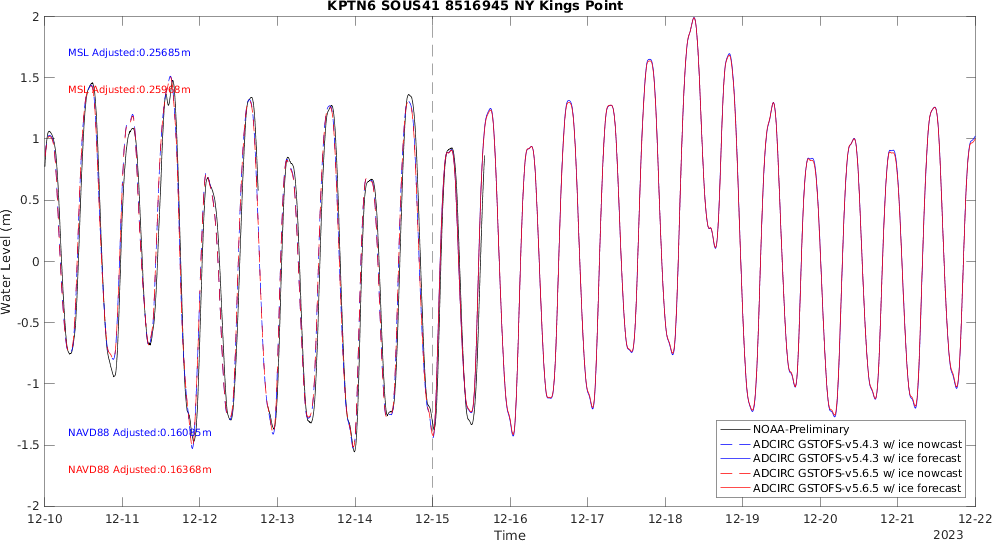 KPTN6 SOUS41 8516945 NY Kings Point
2
1.5
1
0.5
0
-0.5
-1
-1.5
-2
Water Level (m)
MSL Adjusted:0.25685m
MSL Adjusted:0.25968m
NAVD88 Adjusted:0.16085m
NAVD88 Adjusted:0.16368m
NOAA-Preliminary
ADCIRC GSTOFS-v5.4.3 w/ ice nowcast
ADCIRC GSTOFS-v5.4.3 w/ ice forecast
ADCIRC GSTOFS-v5.6.5 w/ ice nowcast
ADCIRC GSTOFS-v5.6.5 w/ ice forecast
12-10 12-11 12-12 12-13 12-14 12-15 12-16 12-17 12-18 12-19 12-20 12-21 12-22
Time
2023